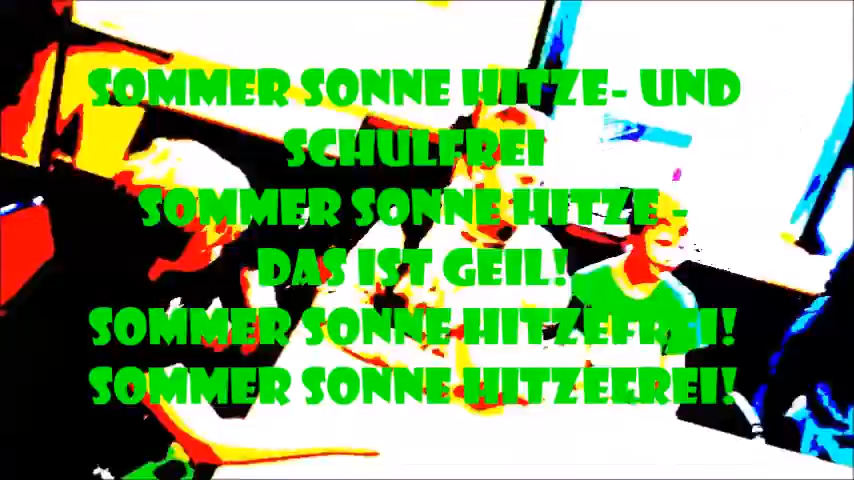 SOMMER SONNE HITZE- UND
SCHULFREI
SOMMER SONNE HITZE -
DAS IST GEIL!
SOMMER SONNE HITZEFREI!
SOMMER SONNE HITZEFREI!